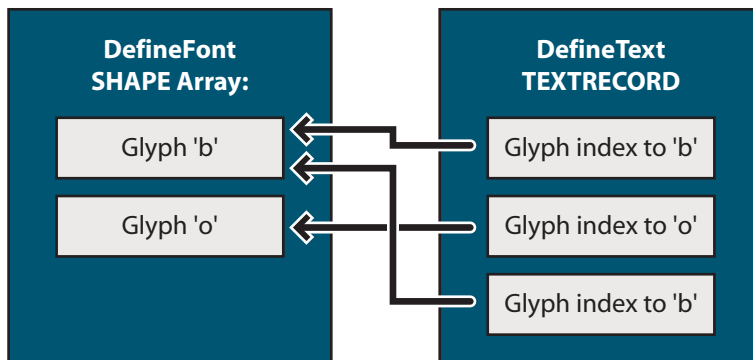 DefineFont
SHAPE Array:
Glyph 'b'
Glyph 'o'
DefineText
TEXTRECORD
Glyph index to 'b'
Glyph index to 'o'
Glyph index to 'b'